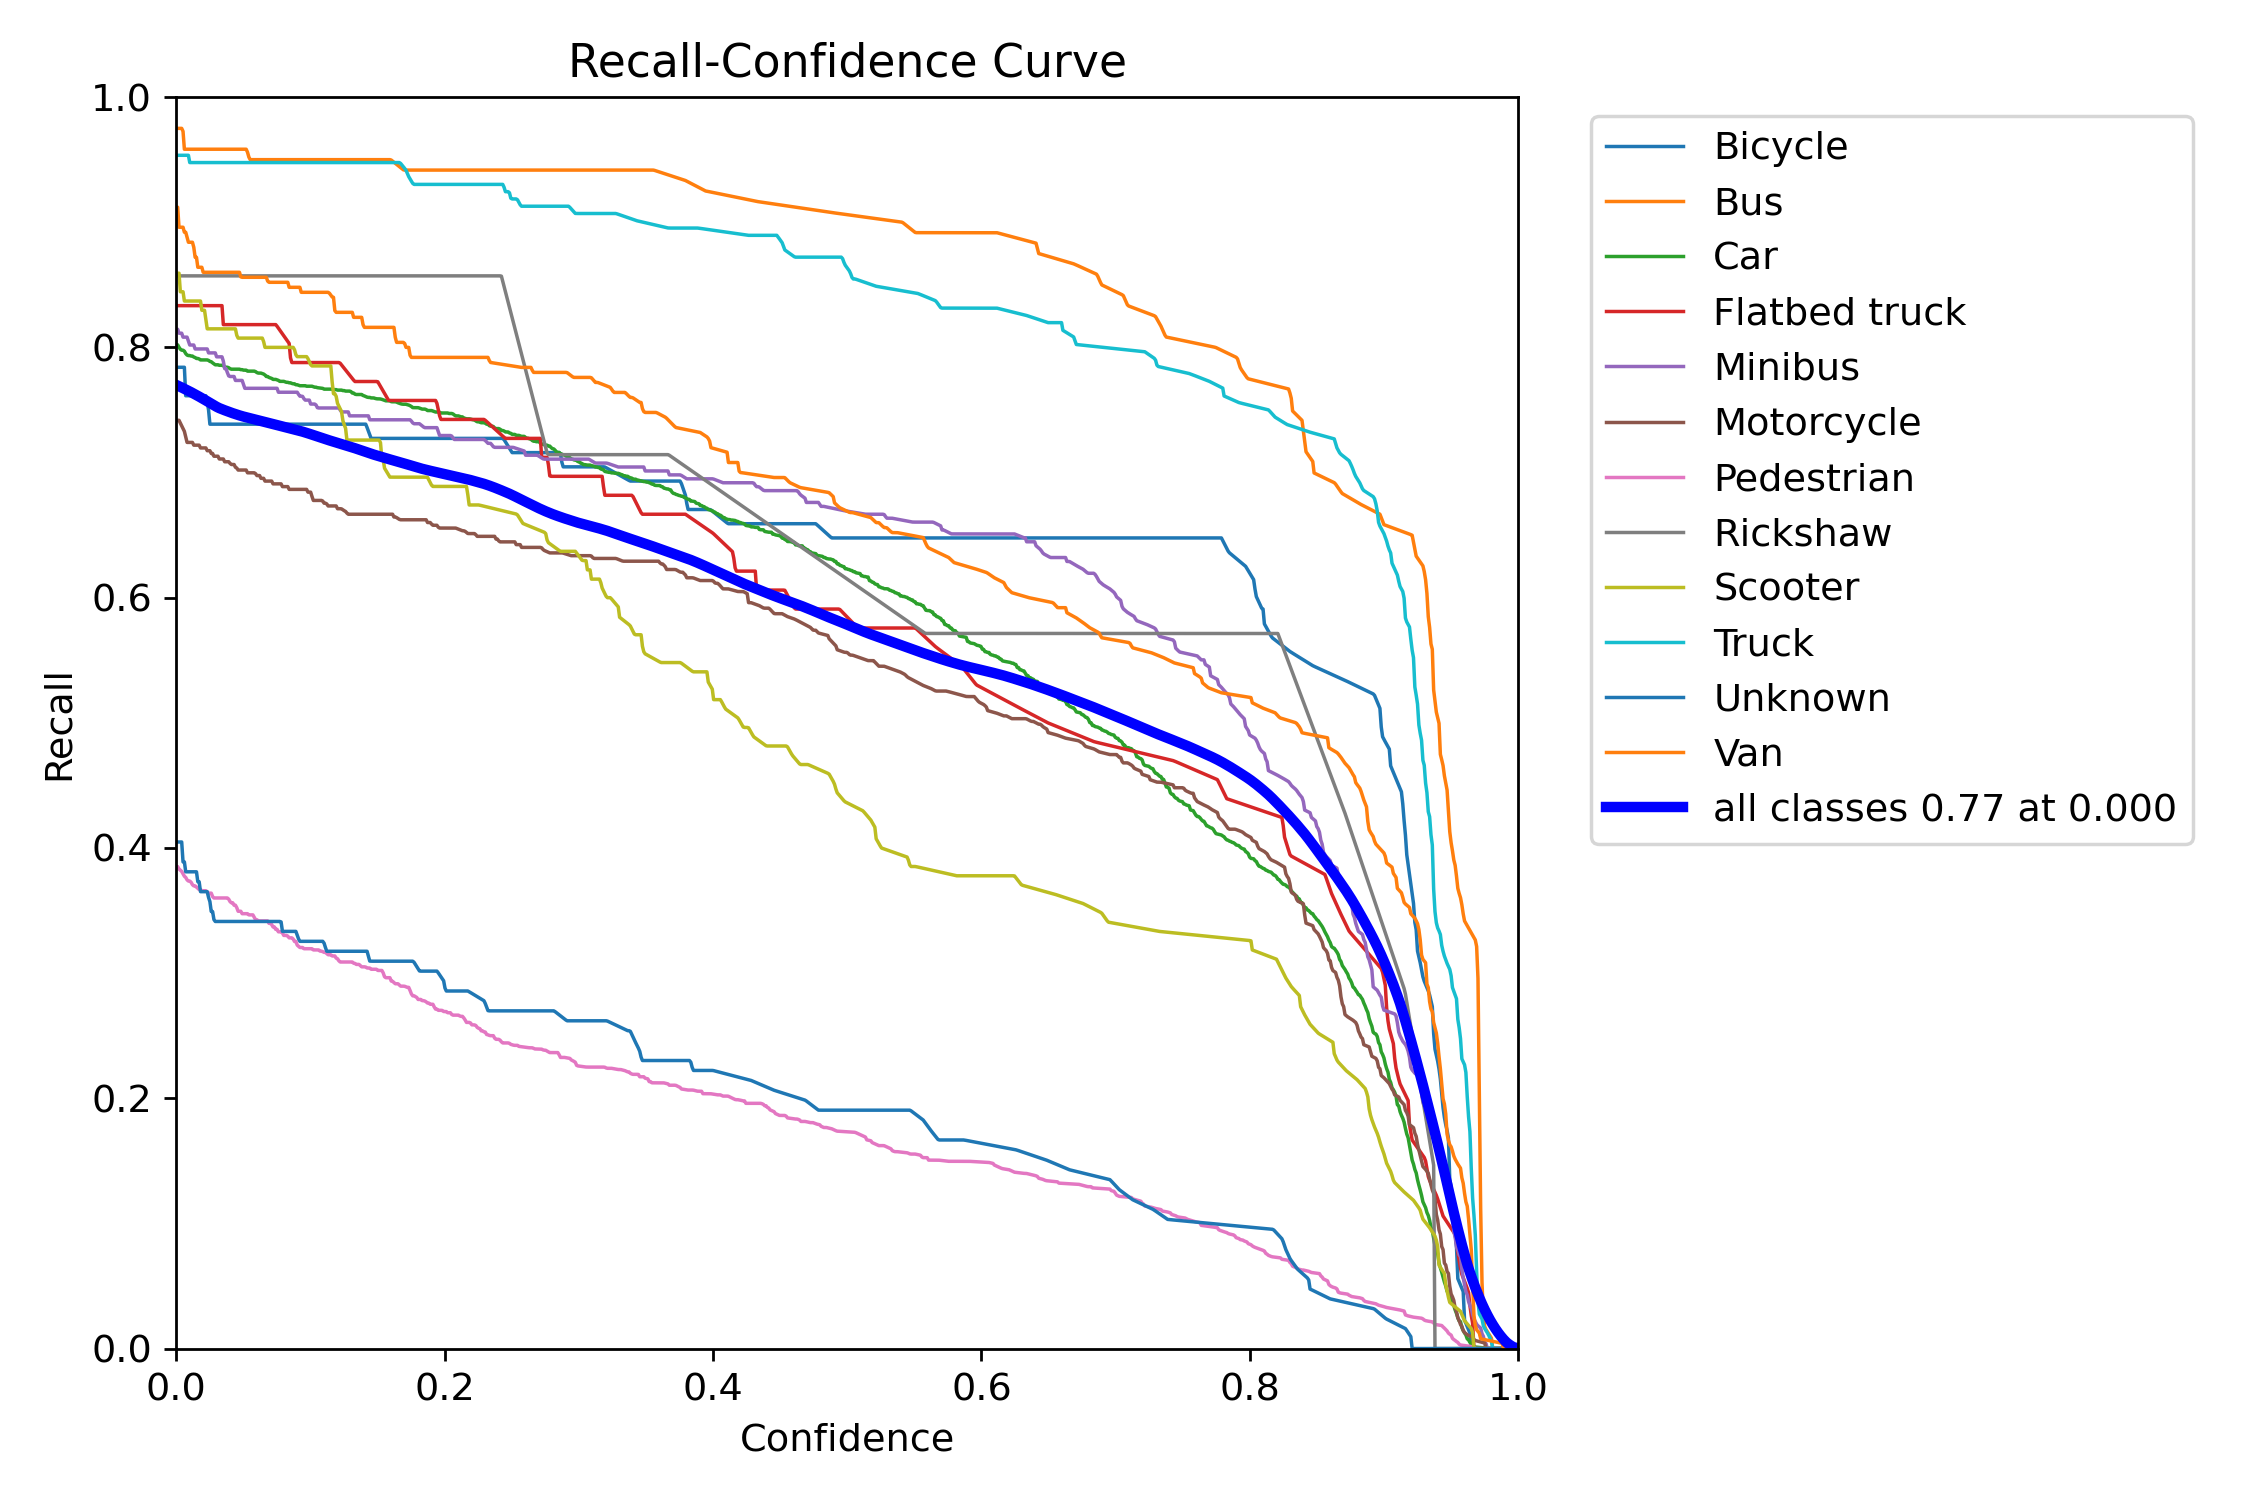 Recall-Confidence Curve
1.0
0.8
0.6
0.4
0.2
0.0
Recall
0.0 0.2 0.4 0.6 0.8 1.0
Confidence
Bicycle
Bus
Car
Flatbed truck
Minibus
Motorcycle
Pedestrian
Rickshaw
Scooter
Truck
Unknown
Van
all classes 0.77 at 0.000